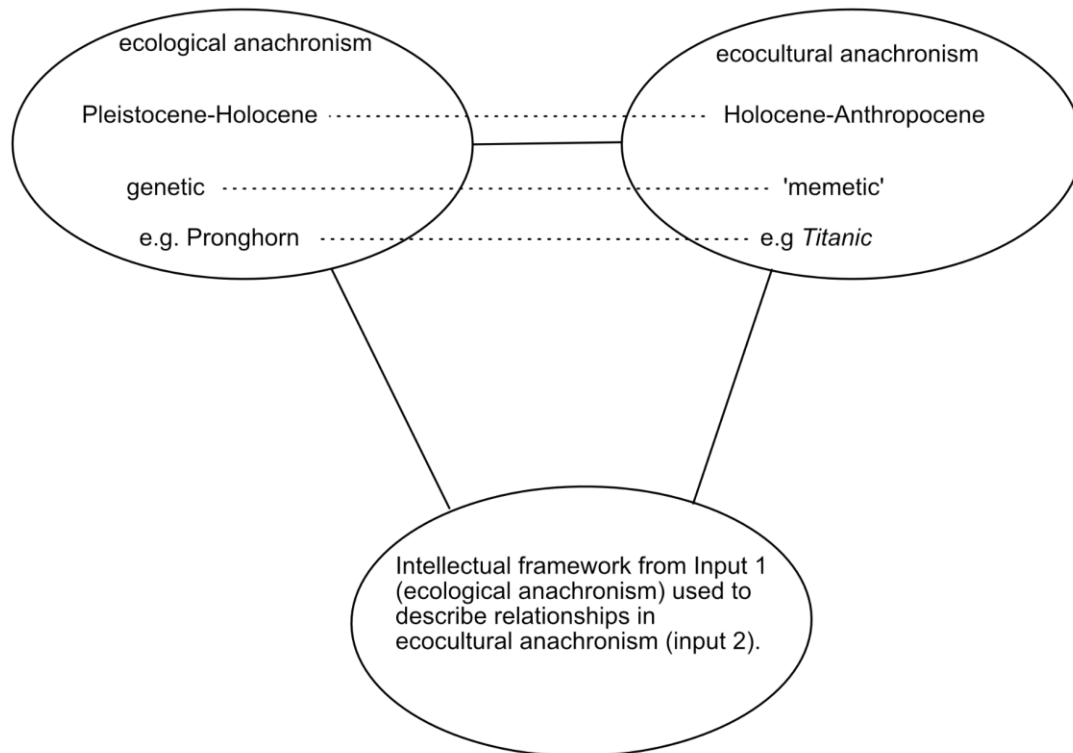 ecological anachronism
Pleistocene-Holocene
genetic
e.g. Pronghorn
ecocultural anachronism
Holocene-Anthropocene
'memetic'
e.g Titanic
Intellectual framework from Input 1
(ecological anachronism) used to
describe relationships in
ecocultural anachronism (input 2).